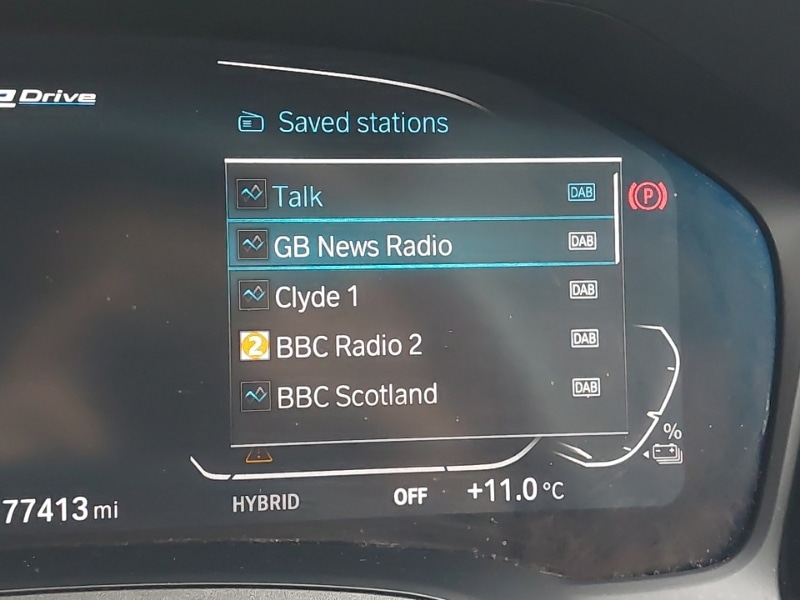 Drive
Saved stations
Talk DAB
P
GB News Radio DAB
Clyde 1 DAB
2 BBC Radio 2 DAB
BBC Scotland DAB
%
77413 mi HYBRID OFF +11.0 °C